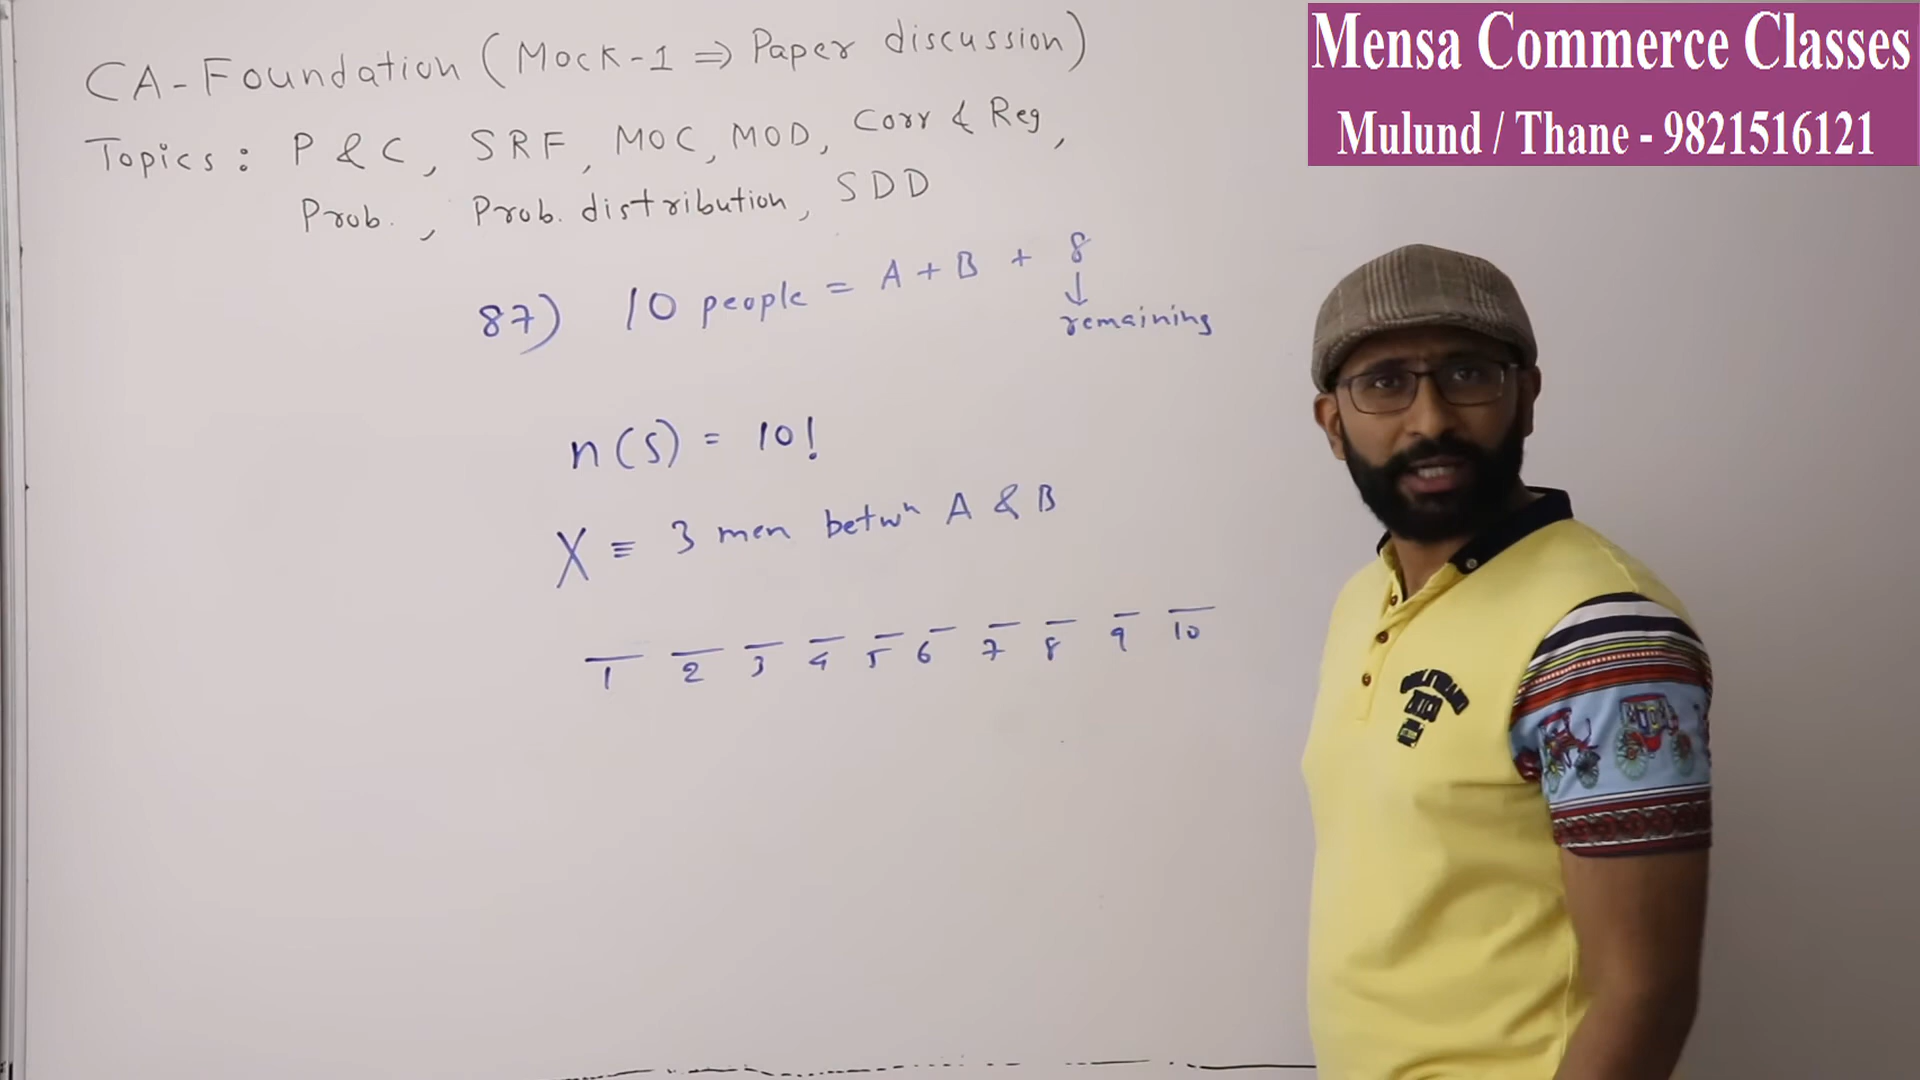 CA-Foundation (Mock-1 ⇒ Paper discussion)
Topics : P & C, SRF, MOC, MOD, Corr & Reg,
Prob., Prob. distribution, SDD
87) 10 people = A + B + 8
↓
remaining
n(S) = 10!
X ≡ 3 men betwn A & B
1 2 3 4 5 6 7 8 9 10
Mensa Commerce Classes
Mulund / Thane - 9821516121